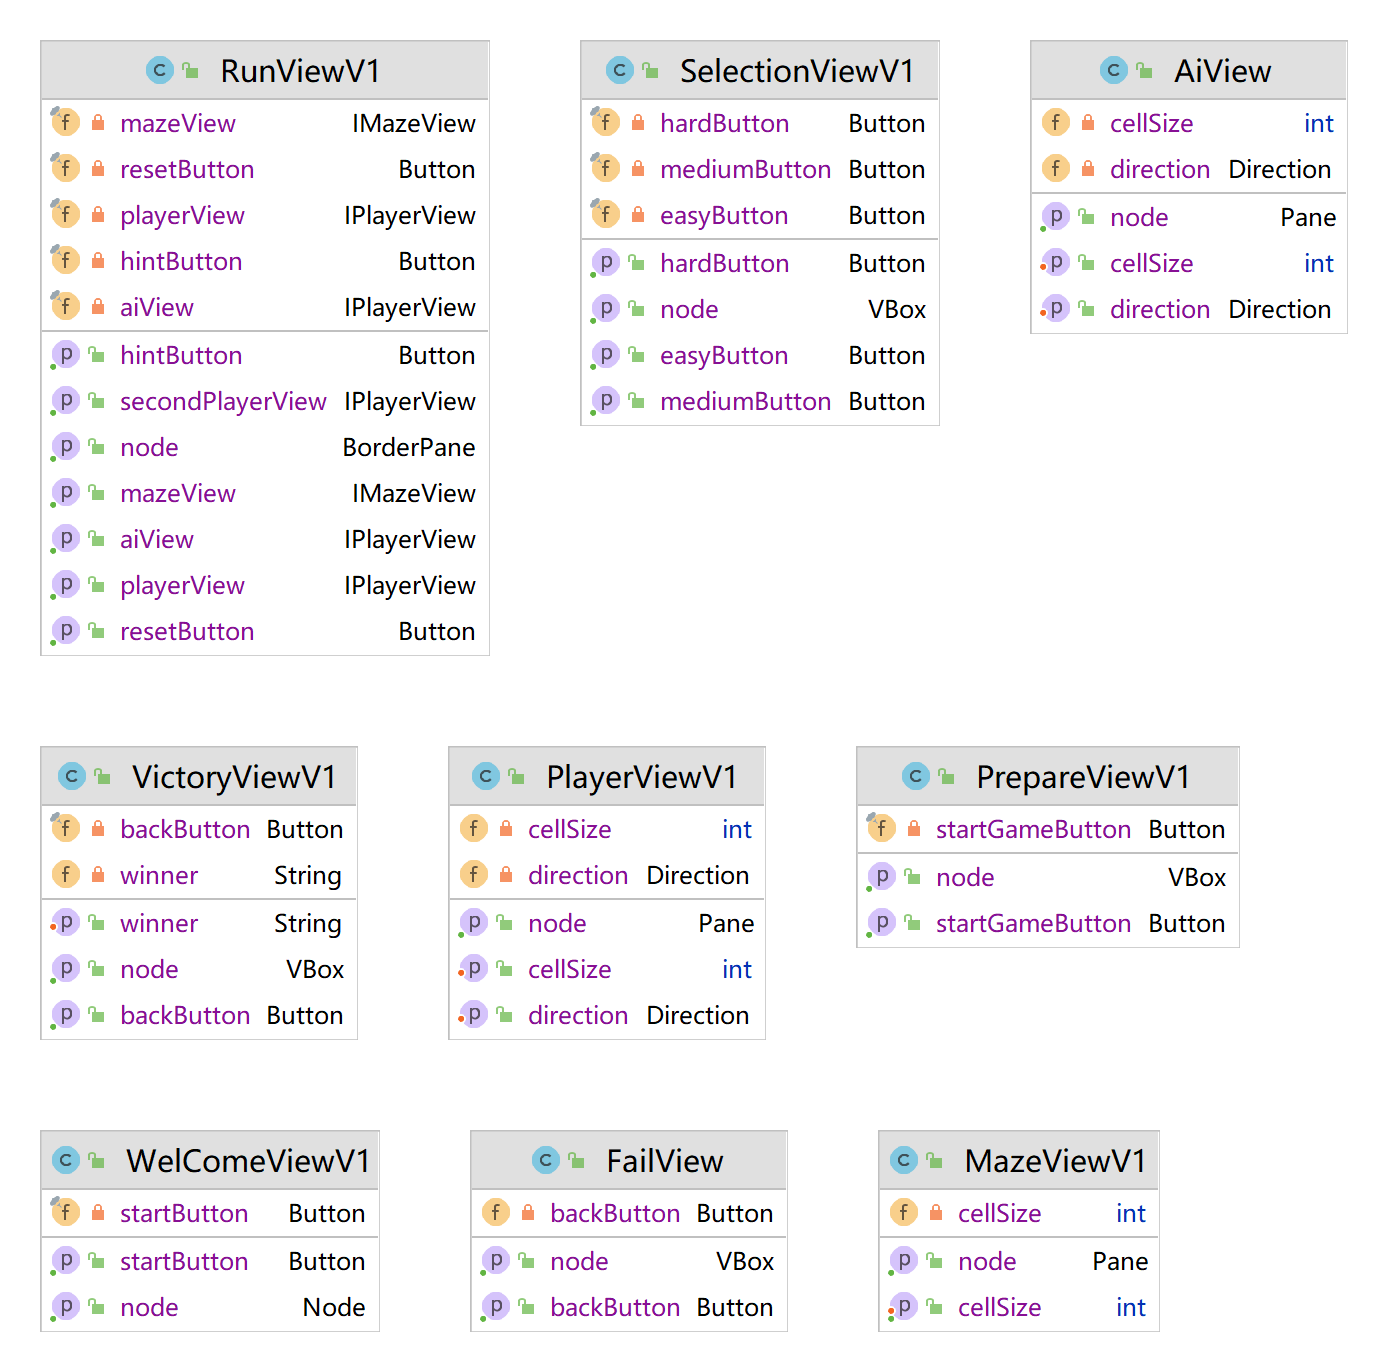 RunViewV1
mazeView IMazeView
resetButton Button
playerView IPlayerView
hintButton Button
aiView IPlayerView
hintButton Button
secondPlayerView IPlayerView
node BorderPane
mazeView IMazeView
aiView IPlayerView
playerView IPlayerView
resetButton Button
SelectionViewV1
hardButton Button
mediumButton Button
easyButton Button
hardButton Button
node VBox
easyButton Button
mediumButton Button
AiView
cellSize int
direction Direction
node Pane
cellSize int
direction Direction
VictoryViewV1
backButton Button
winner String
winner String
node VBox
backButton Button
PlayerViewV1
cellSize int
direction Direction
node Pane
cellSize int
direction Direction
PrepareViewV1
startGameButton Button
node VBox
startGameButton Button
WelComeViewV1
startButton Button
startButton Button
node Node
FailView
backButton Button
node VBox
backButton Button
MazeViewV1
cellSize int
node Pane
cellSize int